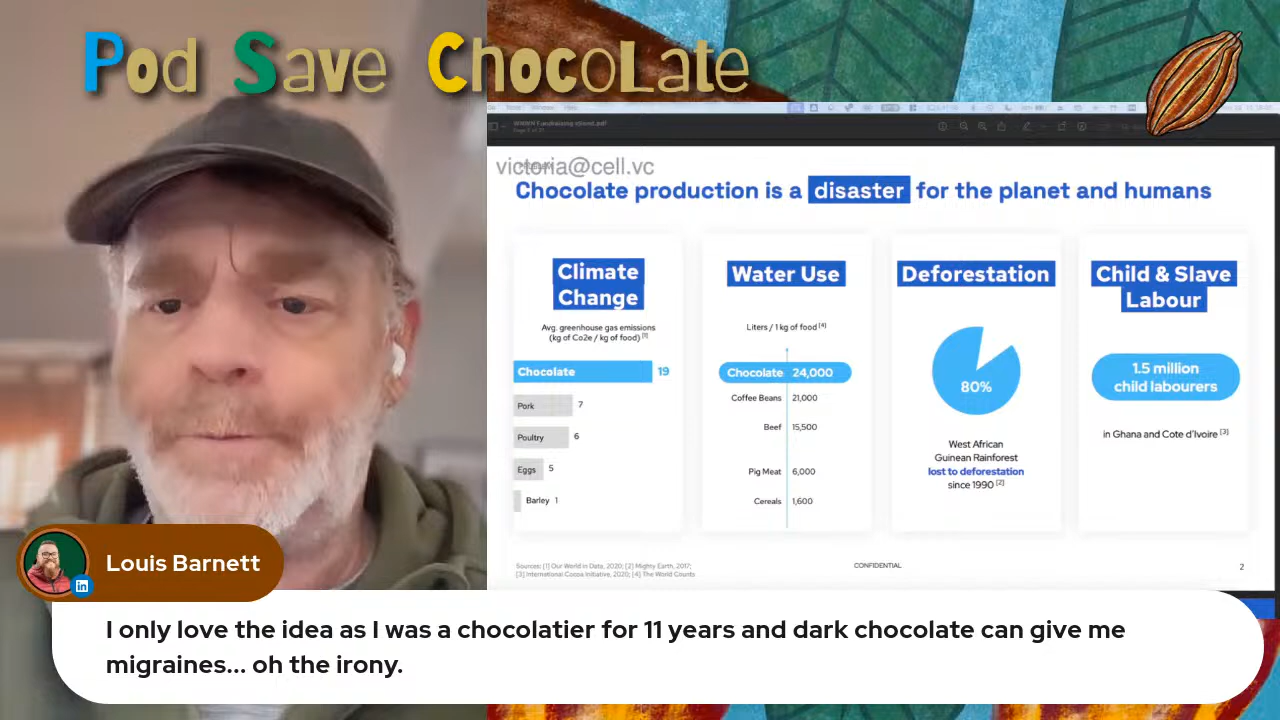 Pod Save Chocolate
victoria@cell.vc
Chocolate production is a disaster for the planet and humans
Climate
Change
Avg. greenhouse gas emissions
(kg of Co2e / kg of food) [1]
Chocolate 19
Pork 7
Poultry 6
Eggs 5
Barley 1
Water Use
Liters / 1 kg of food [4]
Chocolate 24,000
Coffee Beans 21,000
Beef 15,500
Pig Meat 6,000
Cereals 1,600
Deforestation
80%
West African
Guinean Rainforest
lost to deforestation
since 1990 [2]
Child & Slave
Labour
1.5 million
child labourers
in Ghana and Cote d'Ivoire [3]
Sources: [1] Our World in Data, 2020; [2] Mighty Earth, 2017;
[3] International Cocoa Initiative, 2020; [4] The World Counts
CONFIDENTIAL
2
Louis Barnett
in
I only love the idea as I was a chocolatier for 11 years and dark chocolate can give me
migraines... oh the irony.